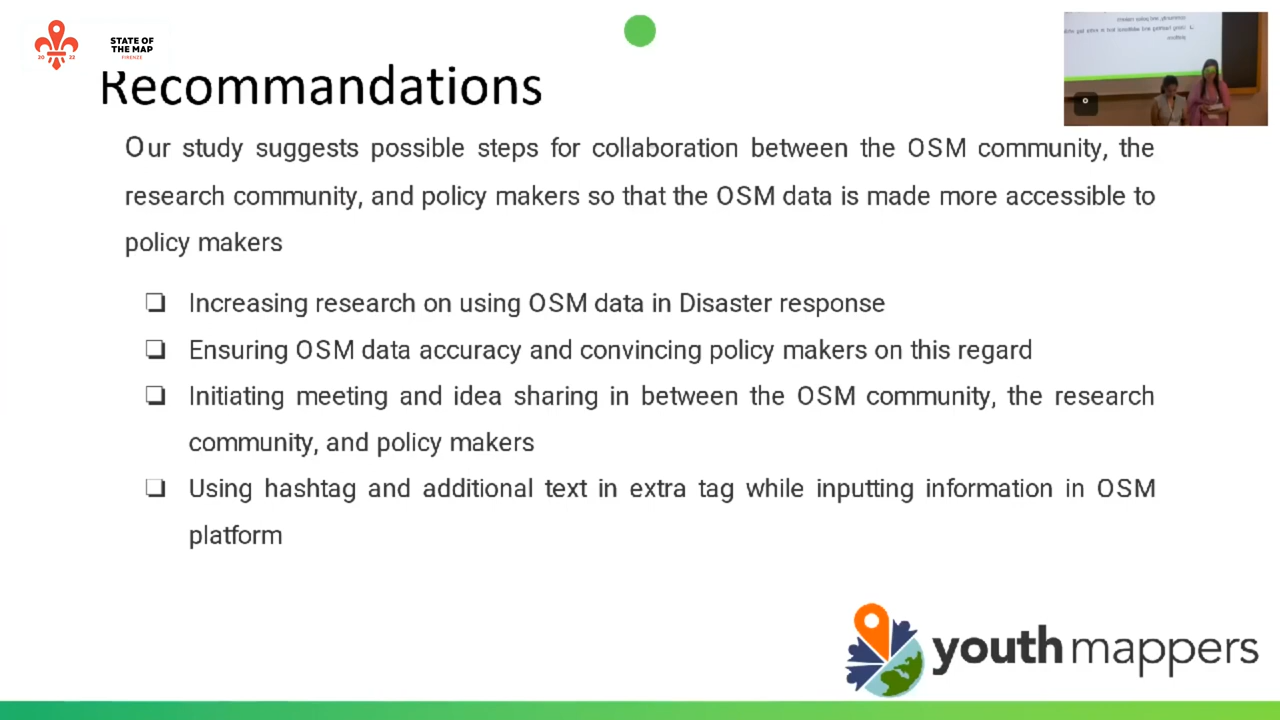 STATE OF
THE MAP
20 22
FIRENZE
Recommandations
Our study suggests possible steps for collaboration between the OSM community, the
research community, and policy makers so that the OSM data is made more accessible to
policy makers
Increasing research on using OSM data in Disaster response
Ensuring OSM data accuracy and convincing policy makers on this regard
Initiating meeting and idea sharing in between the OSM community, the research
community, and policy makers
Using hashtag and additional text in extra tag while inputting information in OSM
platform
youthmappers